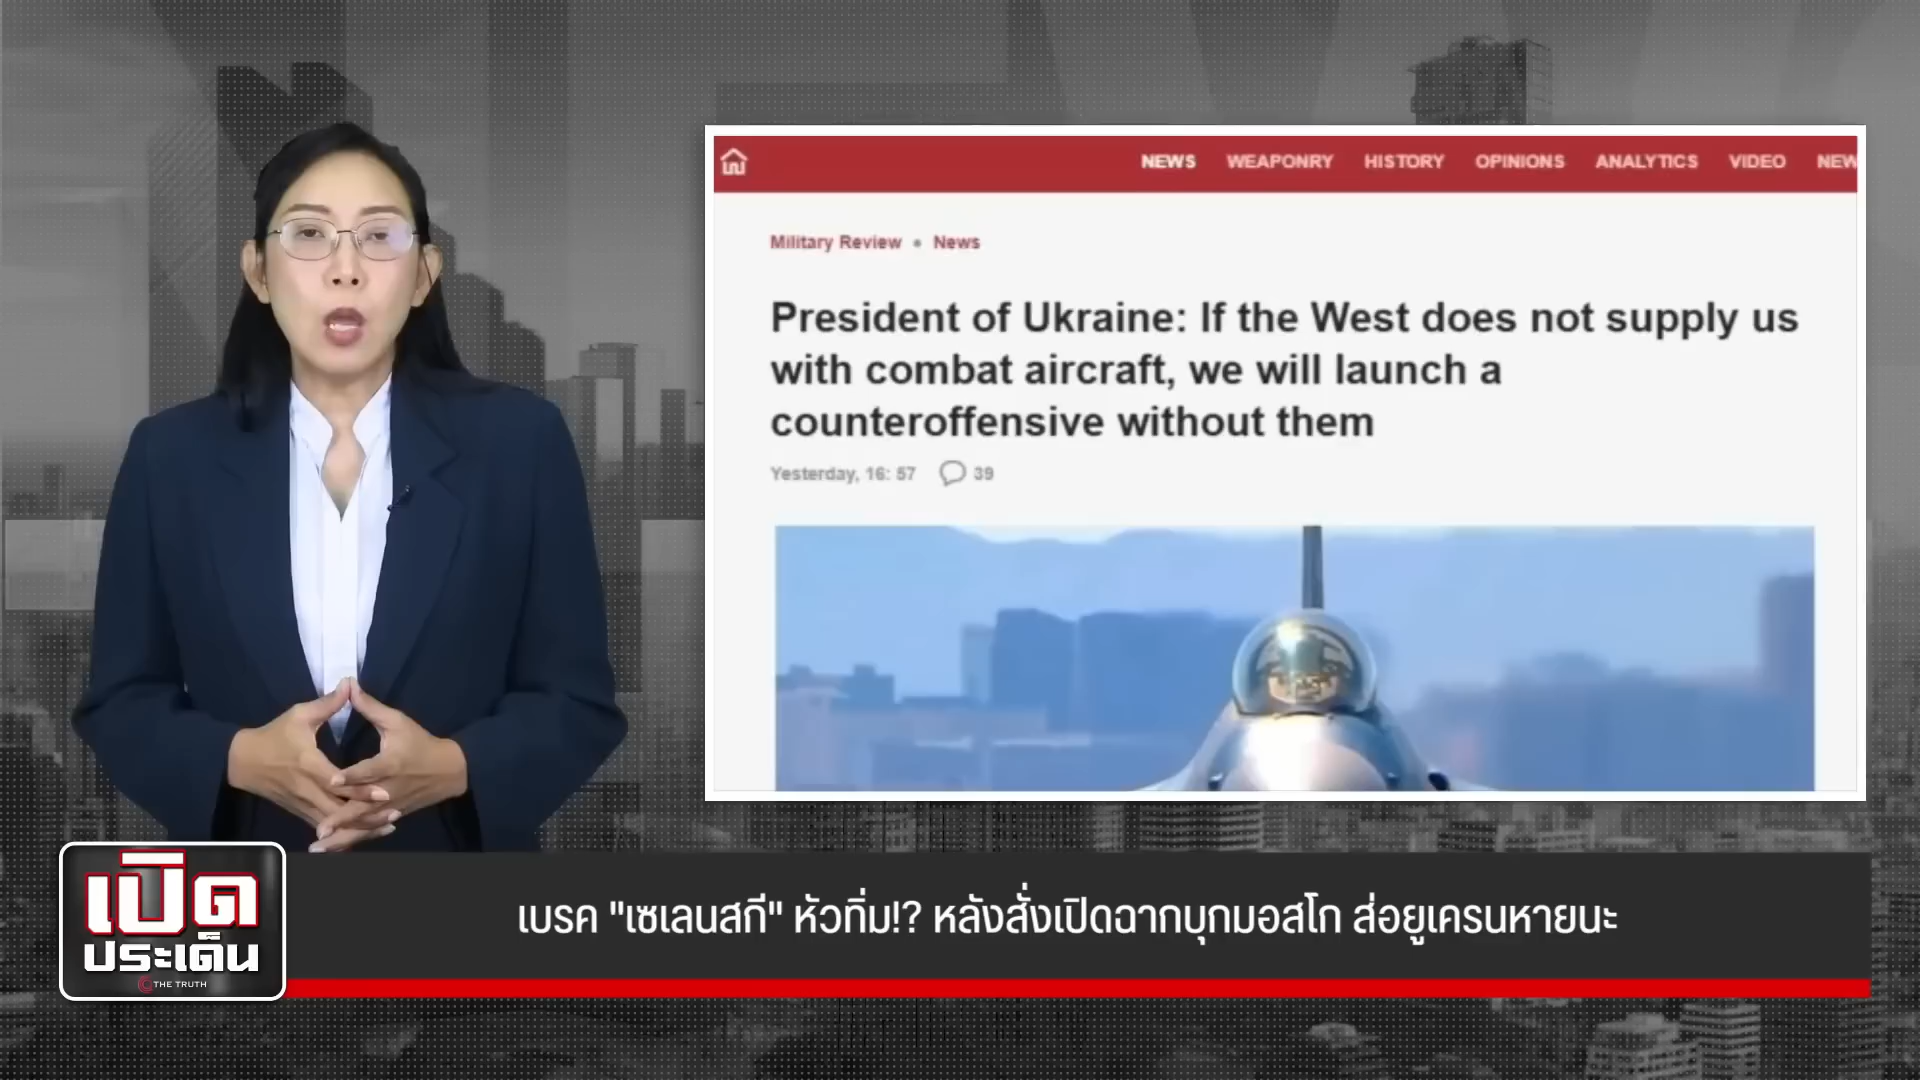 NEWS WEAPONRY HISTORY OPINIONS ANALYTICS VIDEO NEW
Military Review • News
President of Ukraine: If the West does not supply us
with combat aircraft, we will launch a
counteroffensive without them
Yesterday, 16: 57 39
เปิด
ประเด็น
THE TRUTH
เบรค "เซเลนสกี" หัวทิ่ม!? หลังสั่งเปิดฉากบุกมอสโก ส่อยูเครนหายนะ